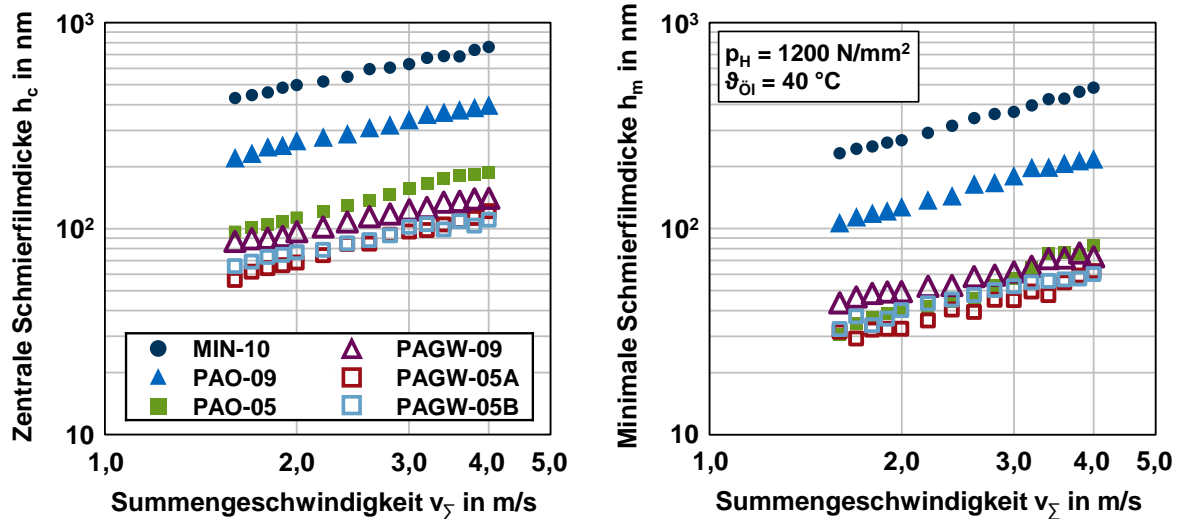 Zentrale Schmierfilmdicke h_c in nm
10³
10²
10
1,0 2,0 3,0 4,0 5,0
Summengeschwindigkeit v_Σ in m/s
MIN-10
PAO-09
PAO-05
PAGW-09
PAGW-05A
PAGW-05B
Minimale Schmierfilmdicke h_m in nm
10³
10²
10
1,0 2,0 3,0 4,0 5,0
Summengeschwindigkeit v_Σ in m/s
p_H = 1200 N/mm²
ϑ_Öl = 40 °C